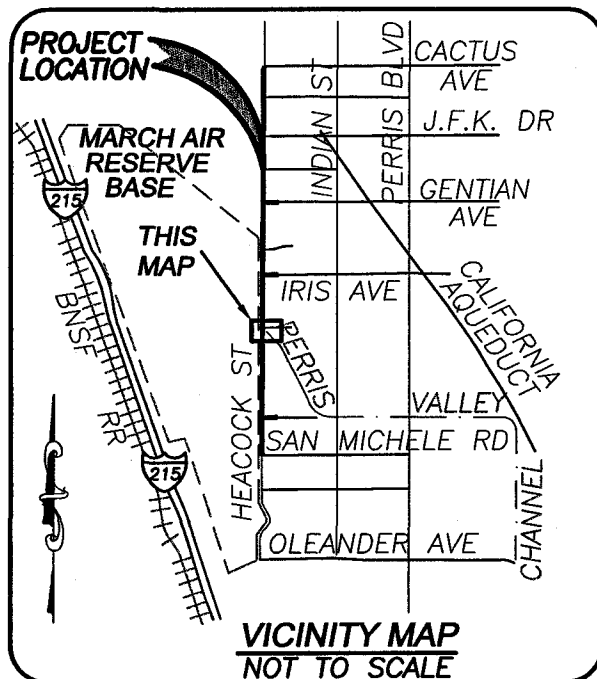 PROJECT
LOCATION
CACTUS
AVE
INDIAN ST
PERRIS BLVD
J.F.K. DR
MARCH AIR
RESERVE
BASE
GENTIAN
AVE
215
THIS
MAP
IRIS AVE
CALIFORNIA
AQUEDUCT
BNSF RR
HEACOCK ST
PERRIS
VALLEY
CHANNEL
SAN MICHELE RD
215
OLEANDER AVE
VICINITY MAP
NOT TO SCALE